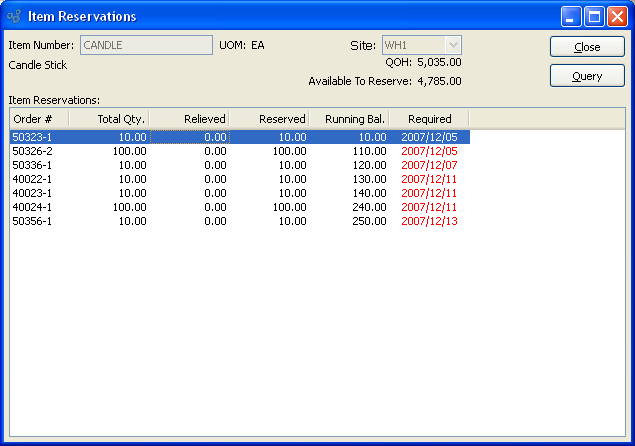 Item Reservations
Item Number: CANDLE UOM: EA Site: WH1 Close
Candle Stick QOH: 5,035.00
Available To Reserve: 4,785.00 Query
Item Reservations:
Order # Total Qty. Relieved Reserved Running Bal. Required
50323-1 10.00 0.00 10.00 10.00 2007/12/05
50326-2 100.00 0.00 100.00 110.00 2007/12/05
50336-1 10.00 0.00 10.00 120.00 2007/12/07
40022-1 10.00 0.00 10.00 130.00 2007/12/11
40023-1 10.00 0.00 10.00 140.00 2007/12/11
40024-1 100.00 0.00 100.00 240.00 2007/12/11
50356-1 10.00 0.00 10.00 250.00 2007/12/13